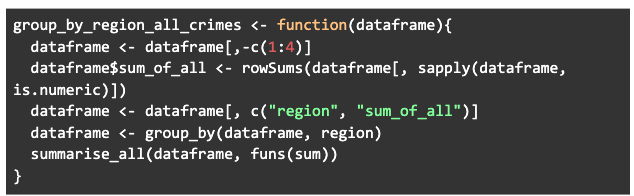 group_by_region_all_crimes <- function(dataframe){
  dataframe <- dataframe[,-c(1:4)]
  dataframe$sum_of_all <- rowSums(dataframe[, sapply(dataframe,
is.numeric)])
  dataframe <- dataframe[, c("region", "sum_of_all")]
  dataframe <- group_by(dataframe, region)
  summarise_all(dataframe, funs(sum))
}